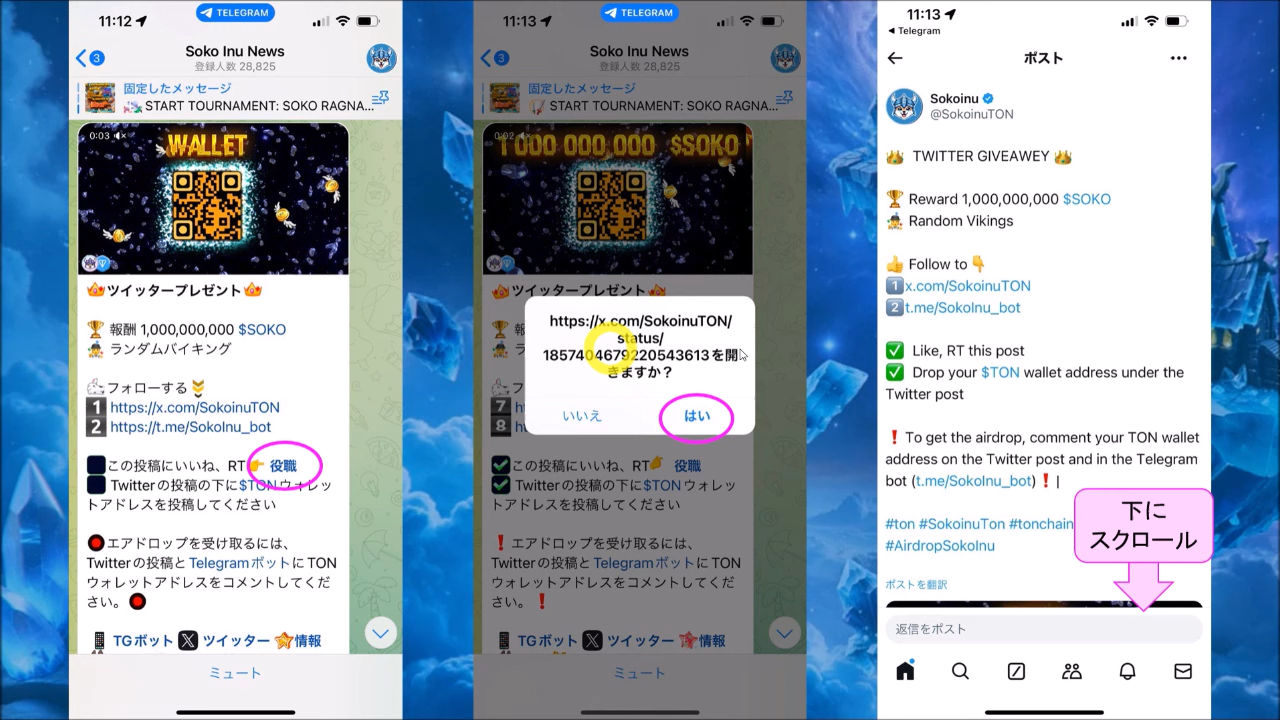 11:12
TELEGRAM
3
Soko Inu News
登録人数 28,825
固定したメッセージ
START TOURNAMENT: SOKO RAGNA...
0:03
WALLET
👑ツイッタープレゼント👑
🏆 報酬 1,000,000,000 $SOKO
ランダムバイキング
フォローする
1 https://x.com/SokoinuTON
2 https://t.me/SokoInu_bot
この投稿にいいね、RT👉 役職
Twitterの投稿の下に$TONウォレッ
トアドレスを投稿してください
⭕エアドロップを受け取るには、
Twitterの投稿とTelegramボットにTON
ウォレットアドレスをコメントしてくだ
さい。⭕
TGボット X ツイッター 情報
ミュート
11:13
TELEGRAM
3
Soko Inu News
登録人数 28,825
固定したメッセージ
START TOURNAMENT: SOKO RAGNA...
0:02
1 000 000 000 $SOKO
ツイッタープレゼント
https://x.com/SokoinuTON/
status/
1857404679220543613を開
きますか？
いいえ
はい
7
8
✅この投稿にいいね、RT 役職
✅Twitterの投稿の下に$TONウォレッ
トアドレスを投稿してください
❗エアドロップを受け取るには、
Twitterの投稿とTelegramボットにTON
ウォレットアドレスをコメントしてくだ
さい。❗
TGボット X ツイッター 情報
ミュート
11:13
◀ Telegram
ポスト
Sokoinu
@SokoinuTON
👑 TWITTER GIVEAWEY 👑
🏆 Reward 1,000,000,000 $SOKO
Random Vikings
👍 Follow to👇
1️⃣x.com/SokoinuTON
2️⃣t.me/SokoInu_bot
✅ Like, RT this post
✅ Drop your $TON wallet address under the
Twitter post
❗ To get the airdrop, comment your TON wallet
address on the Twitter post and in the Telegram
bot (t.me/SokoInu_bot)❗|
#ton #SokoinuTon #tonchain
#AirdropSokoInu
ポストを翻訳
下に
スクロール
返信をポスト